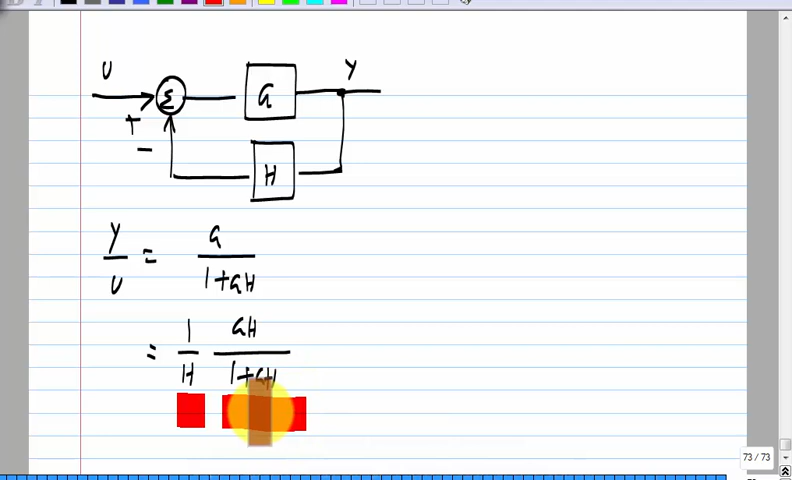 U Y
Σ G
+
− H
Y/U = G/(1+GH)
= 1/H GH/(1+GH)
73 / 73